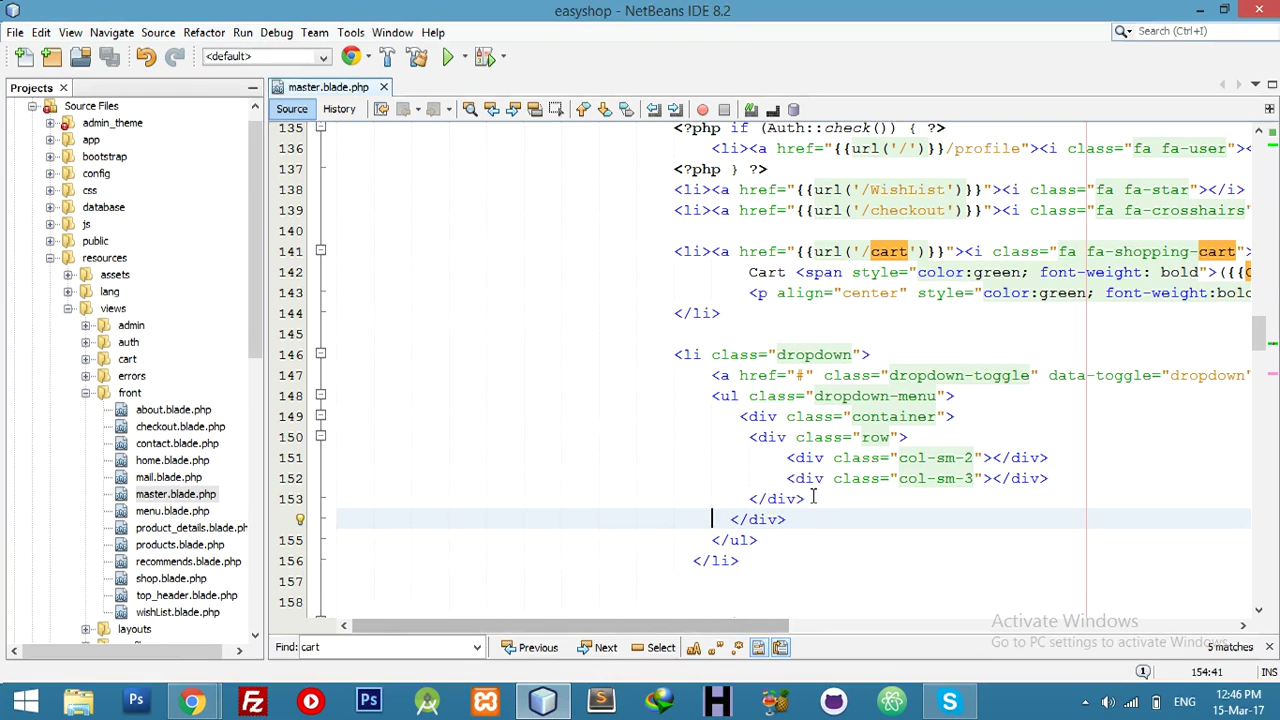 easyshop - NetBeans IDE 8.2
File Edit View Navigate Source Refactor Run Debug Team Tools Window Help
Search (Ctrl+I)
<default>
Projects
master.blade.php
Source History
Source Files
admin_theme
app
bootstrap
config
css
database
js
public
resources
assets
lang
views
admin
auth
cart
errors
front
about.blade.php
checkout.blade.php
contact.blade.php
home.blade.php
mail.blade.php
master.blade.php
menu.blade.php
product_details.blade.ph
products.blade.php
recommends.blade.php
shop.blade.php
top_header.blade.php
wishList.blade.php
layouts
135 <?php if (Auth::check()) { ?>
136 <li><a href="{{url('/')}}/profile"><i class="fa fa-user"><
137 <?php } ?>
138 <li><a href="{{url('/WishList')}}"><i class="fa fa-star"></i>
139 <li><a href="{{url('/checkout')}}"><i class="fa fa-crosshairs"
140
141 <li><a href="{{url('/cart')}}"><i class="fa fa-shopping-cart">
142 Cart <span style="color:green; font-weight: bold">({{C
143 <p align="center" style="color:green; font-weight:bold
144 </li>
145
146 <li class="dropdown">
147 <a href="#" class="dropdown-toggle" data-toggle="dropdown"
148 <ul class="dropdown-menu">
149 <div class="container">
150 <div class="row">
151 <div class="col-sm-2"></div>
152 <div class="col-sm-3"></div>
153 </div>
</div>
155 </ul>
156 </li>
157
158
Activate Windows
Go to PC settings to activate Windows.
Find: cart Previous Next Select 5 matches
154:41 INS
ENG 12:46 PM
15-Mar-17